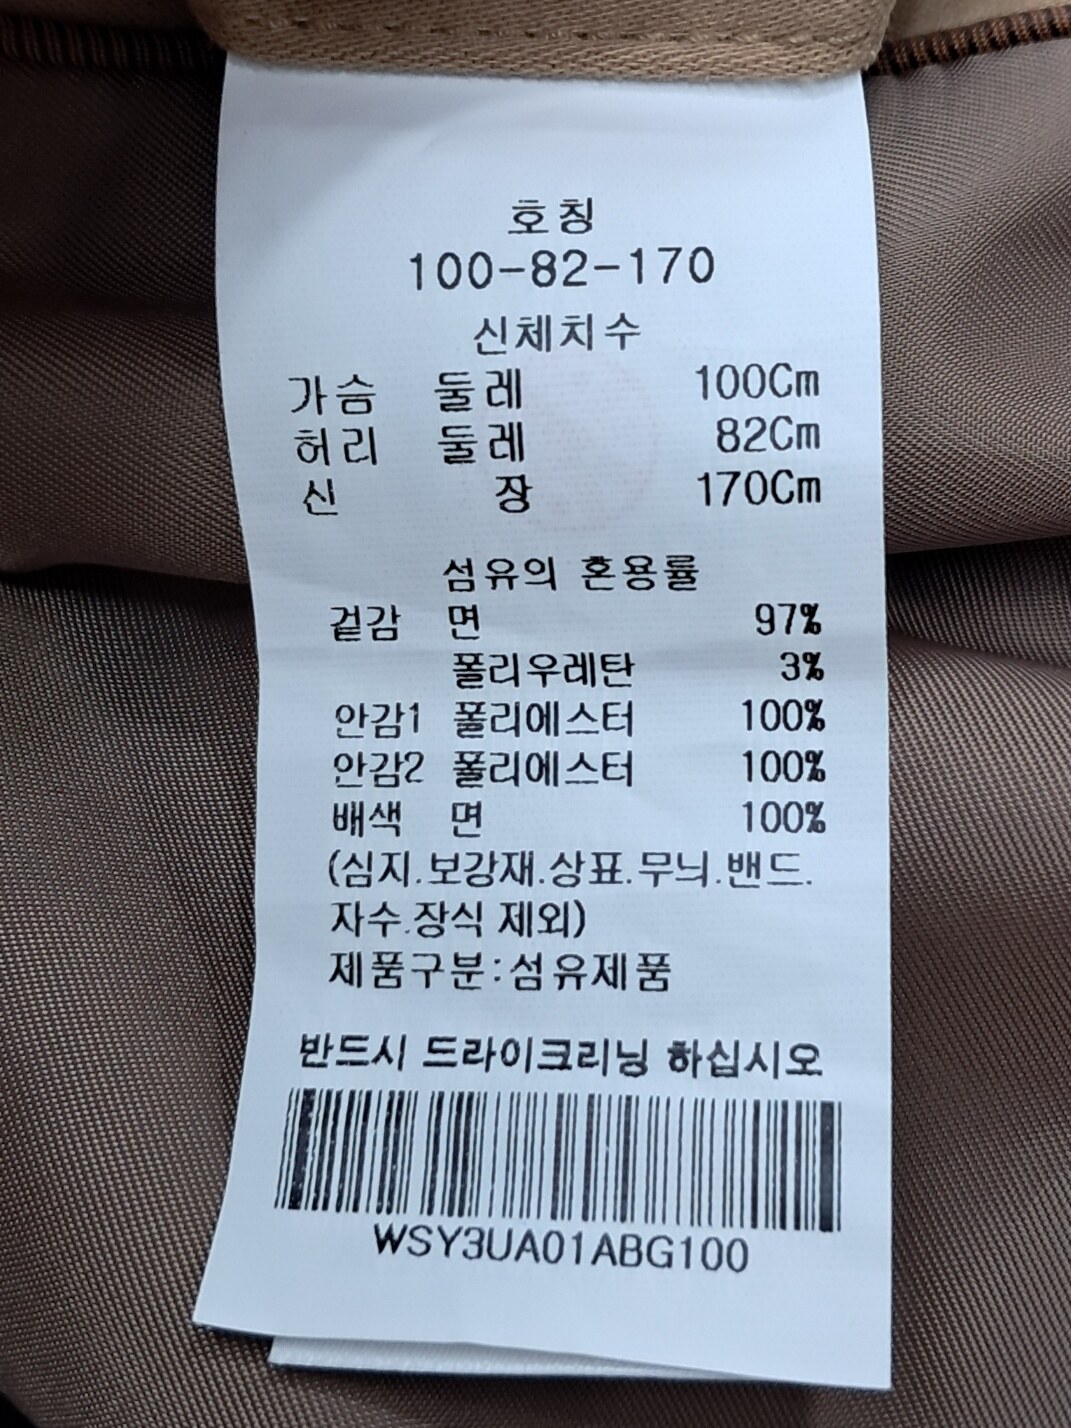 호칭
100-82-170
신체치수
가슴 둘레 100Cm
허리 둘레 82Cm
신 장 170Cm
섬유의 혼용률
겉감 면 97%
폴리우레탄 3%
안감1 폴리에스터 100%
안감2 폴리에스터 100%
배색 면 100%
(심지.보강재.상표.무늬.밴드.
자수.장식 제외)
제품구분:섬유제품
반드시 드라이크리닝 하십시오
WSY3UA01ABG100